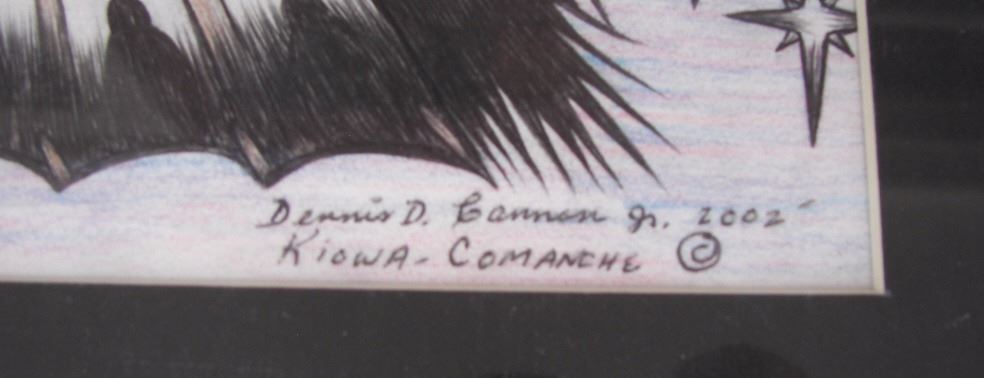 Dennis D. Cannon Jr. 2002
Kiowa - Comanche ©